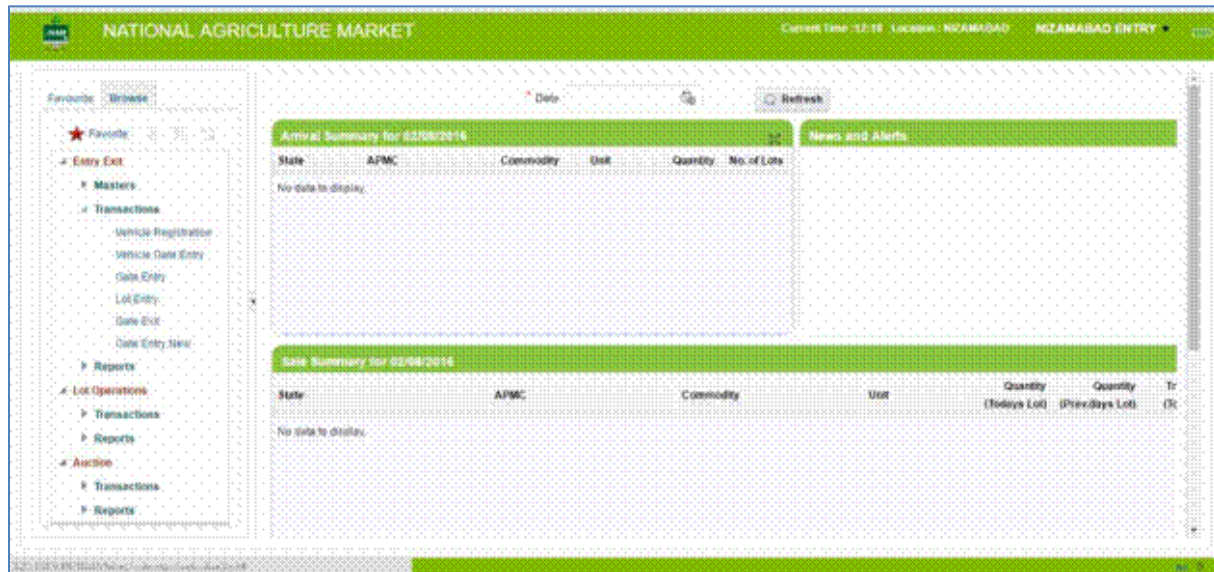 NATIONAL AGRICULTURE MARKET
Current Time :12:18 Location : NIZAMABAD
NIZAMABAD ENTRY
Favourite Browse
* Date
Refresh
Favorite
Entry Exit
Masters
Transactions
Vehicle Registration
Vehicle Gate Entry
Gate Entry
Lot Entry
Gate Exit
Gate Entry New
Reports
Lot Operations
Transactions
Reports
Auction
Transactions
Reports
Arrival Summary for 02/08/2016
State APMC Commodity Unit Quantity No. of Lots
No data to display.
News and Alerts
Sale Summary for 02/08/2016
State APMC Commodity Unit Quantity (Todays Lot) Quantity (Prev.days Lot)
No data to display.